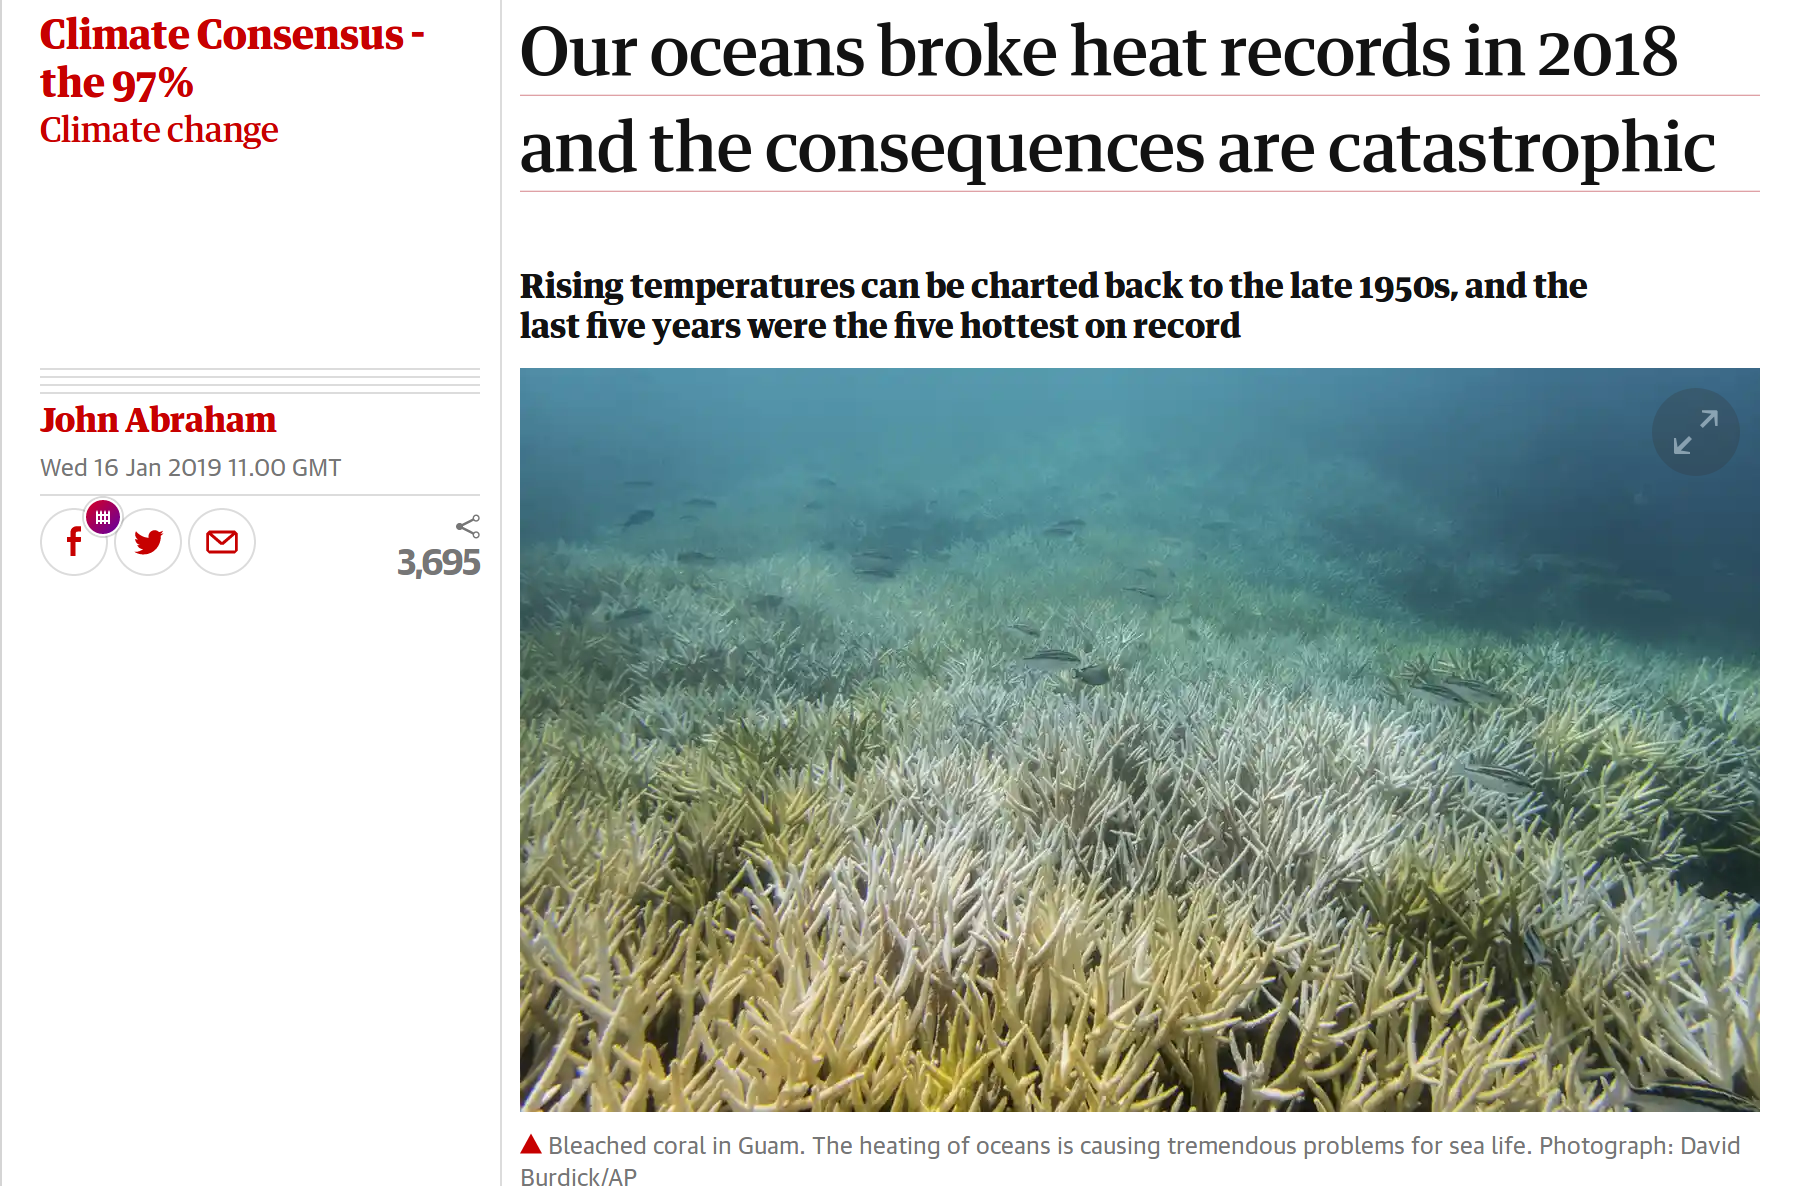 Climate Consensus -
the 97%
Climate change
Our oceans broke heat records in 2018
and the consequences are catastrophic
Rising temperatures can be charted back to the late 1950s, and the
last five years were the five hottest on record
John Abraham
Wed 16 Jan 2019 11.00 GMT
3,695
Bleached coral in Guam. The heating of oceans is causing tremendous problems for sea life. Photograph: David
Burdick/AP